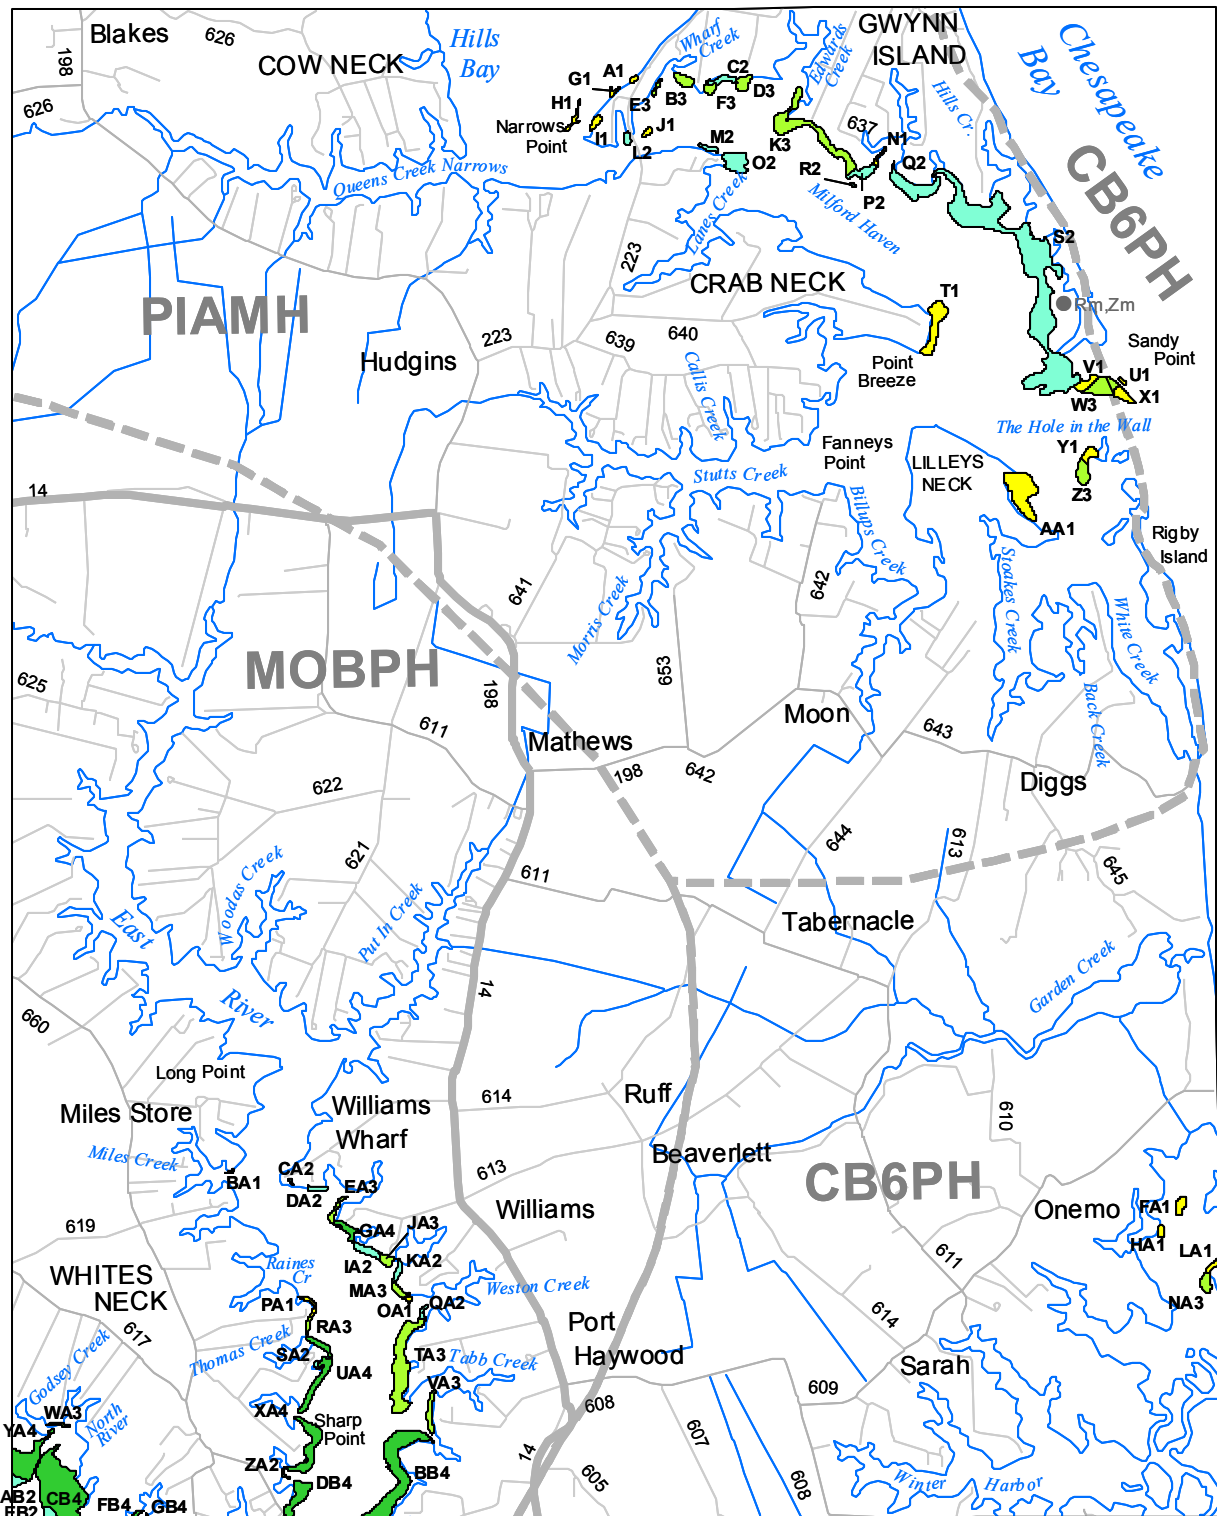 Blakes
626
198
COW NECK
626
Hills
Bay
Wharf
Creek
Edwards
Creek
GWYNN
ISLAND
Chesapeake
Bay
Hills Cr.
CB6PH
G1
A1
H1
E3
B3
C2
F3
D3
Narrows
Point
I1
J1
L2
M2
O2
K3
637
N1
R2
Q2
P2
Queens Creek Narrows
Lanes Creek
Milford Haven
S2
223
CRAB NECK
T1
Rm,Zm
PIAMH
Hudgins
223
639
640
Callis Creek
Point
Breeze
Sandy
Point
V1
U1
W3
X1
The Hole in the Wall
Fanneys
Point
LILLEYS
NECK
Y1
Z3
AA1
14
Stutts Creek
Billups Creek
Rigby
Island
641
Morris Creek
642
Stoakes Creek
White Creek
Back Creek
MOBPH
625
198
653
611
Mathews
Moon
643
198
642
Diggs
622
644
613
645
621
Woodas Creek
Put In Creek
611
Tabernacle
East
River
Garden Creek
14
660
Long Point
Miles Store
Williams
Wharf
614
Ruff
610
Miles Creek
BA1
CA2
DA2
EA3
613
Beaverlett
CB6PH
Onemo
FA1
HA1
LA1
NA3
619
Williams
GA4
JA3
IA2
KA2
WHITES
NECK
Raines
Cr
MA3
Weston Creek
611
PA1
OA1
QA2
614
617
RA3
Port
Haywood
Thomas Creek
SA2
UA4
TA3
Tabb Creek
Sarah
Godsey Creek
VA3
609
608
WA3
XA4
YA4
North
River
Sharp
Point
607
14
ZA2
DB4
BB4
605
608
Winter Harbor
AB2
CB4
EB2
FB4
GB4